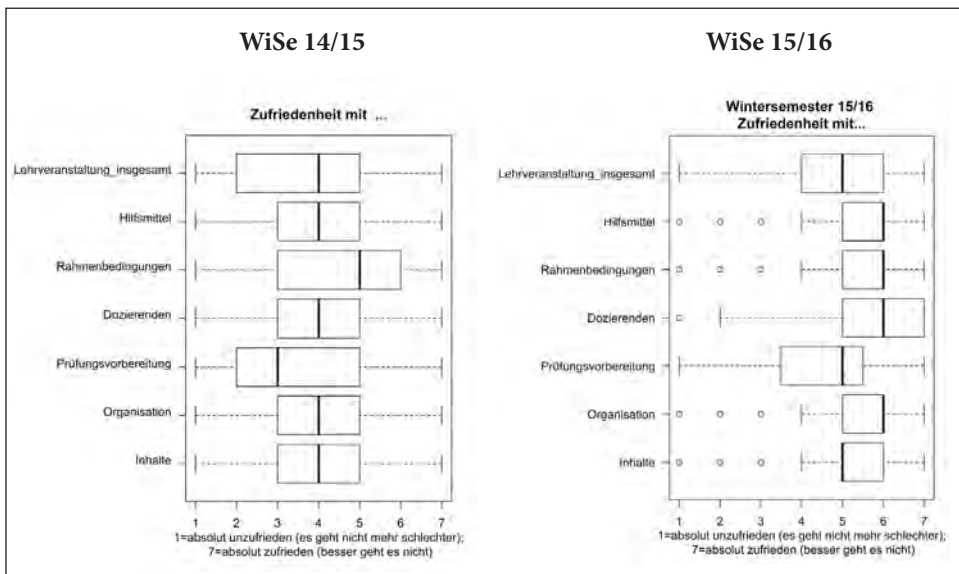 WiSe 14/15
Zufriedenheit mit ...
Lehrveranstaltung_insgesamt
Hilfsmittel
Rahmenbedingungen
Dozierenden
Prüfungsvorbereitung
Organisation
Inhalte
1 2 3 4 5 6 7
1=absolut unzufrieden (es geht nicht mehr schlechter);
7=absolut zufrieden (besser geht es nicht)
WiSe 15/16
Wintersemester 15/16
Zufriedenheit mit...
Lehrveranstaltung_insgesamt
Hilfsmittel
Rahmenbedingungen
Dozierenden
Prüfungsvorbereitung
Organisation
Inhalte
1 2 3 4 5 6 7
1=absolut unzufrieden (es geht nicht mehr schlechter);
7=absolut zufrieden (besser geht es nicht)